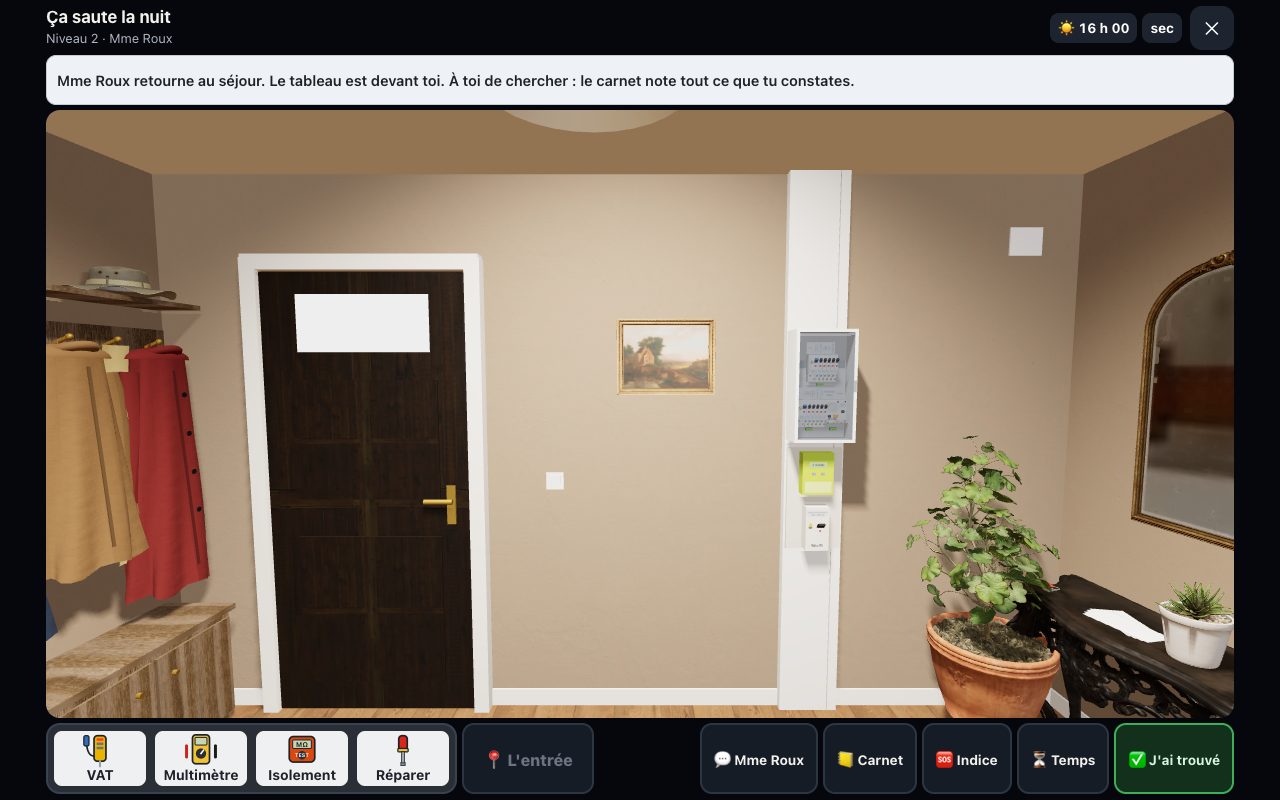 Ça saute la nuit
Niveau 2 · Mme Roux
16 h 00
sec
Mme Roux retourne au séjour. Le tableau est devant toi. À toi de chercher : le carnet note tout ce que tu constates.
VAT
Multimètre
MΩ
TEST
Isolement
Réparer
L'entrée
Mme Roux
Carnet
SOS
Indice
Temps
J'ai trouvé